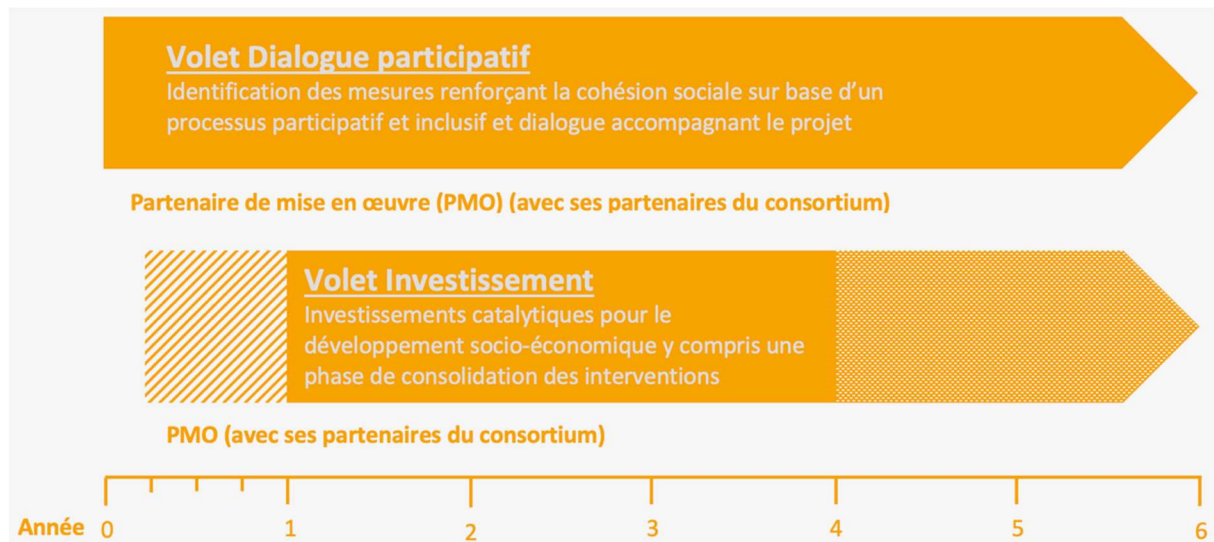 Volet Dialogue participatif
Identification des mesures renforçant la cohésion sociale sur base d'un
processus participatif et inclusif et dialogue accompagnant le projet
Partenaire de mise en œuvre (PMO) (avec ses partenaires du consortium)
Volet Investissement
Investissements catalytiques pour le
développement socio-économique y compris une
phase de consolidation des interventions
PMO (avec ses partenaires du consortium)
Année 0 1 2 3 4 5 6